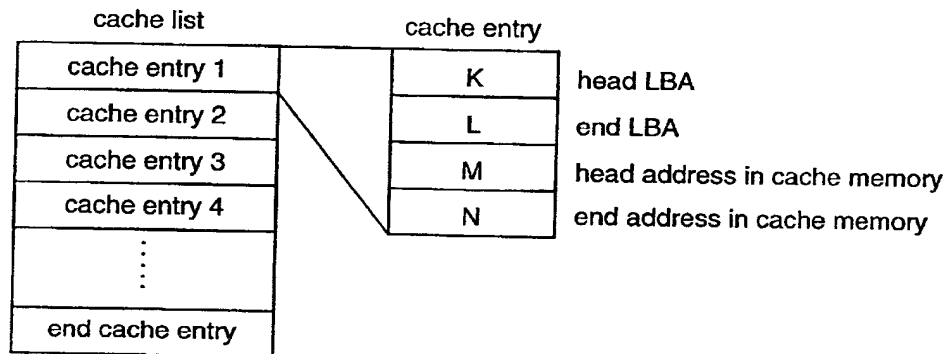 cache list
cache entry 1
cache entry 2
cache entry 3
cache entry 4
end cache entry
cache entry
K head LBA
L end LBA
M head address in cache memory
N end address in cache memory